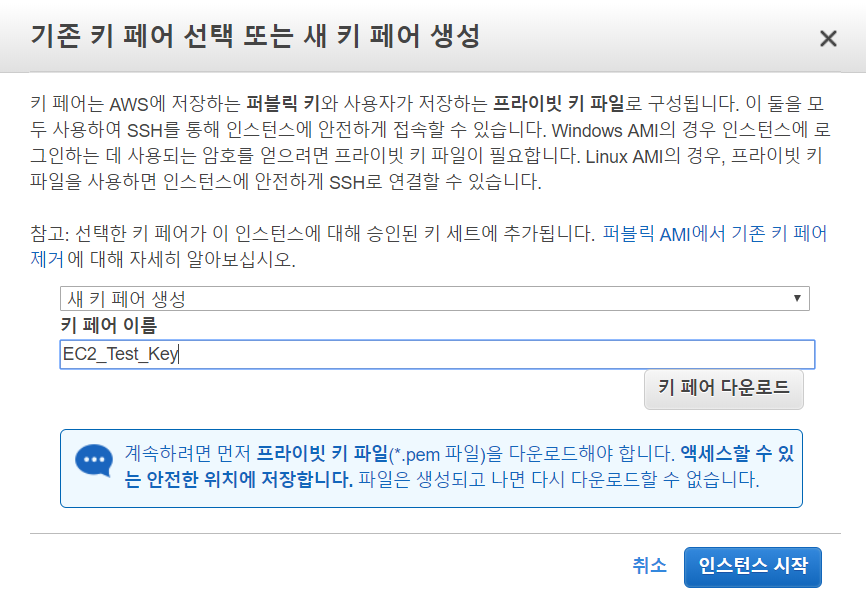 기존 키 페어 선택 또는 새 키 페어 생성
키 페어는 AWS에 저장하는 퍼블릭 키와 사용자가 저장하는 프라이빗 키 파일로 구성됩니다. 이 둘을 모
두 사용하여 SSH를 통해 인스턴스에 안전하게 접속할 수 있습니다. Windows AMI의 경우 인스턴스에 로
그인하는 데 사용되는 암호를 얻으려면 프라이빗 키 파일이 필요합니다. Linux AMI의 경우, 프라이빗 키
파일을 사용하면 인스턴스에 안전하게 SSH로 연결할 수 있습니다.
참고: 선택한 키 페어가 이 인스턴스에 대해 승인된 키 세트에 추가됩니다. 퍼블릭 AMI에서 기존 키 페어
제거에 대해 자세히 알아보십시오.
새 키 페어 생성
키 페어 이름
EC2_Test_Key
키 페어 다운로드
계속하려면 먼저 프라이빗 키 파일(*.pem 파일)을 다운로드해야 합니다. 액세스할 수 있
는 안전한 위치에 저장합니다. 파일은 생성되고 나면 다시 다운로드할 수 없습니다.
취소
인스턴스 시작